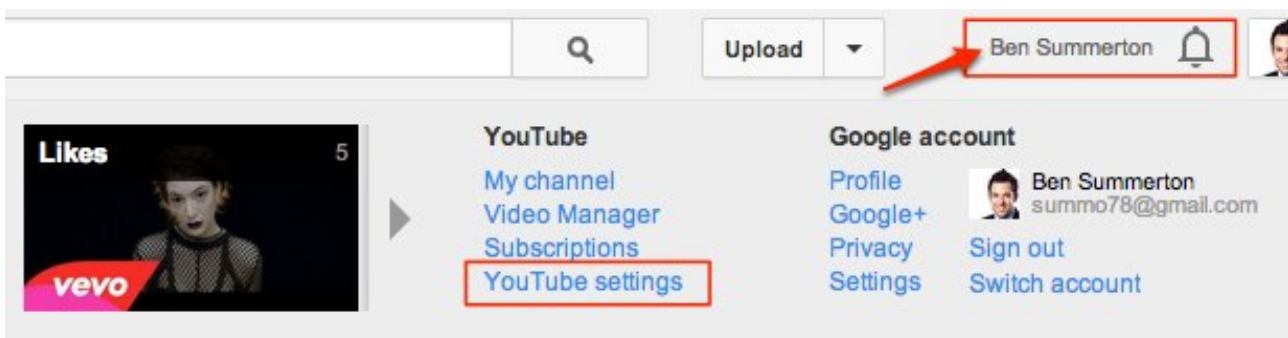 Upload
Ben Summerton
Likes 5
vevo
YouTube
My channel
Video Manager
Subscriptions
YouTube settings
Google account
Profile
Google+
Privacy
Settings
Ben Summerton
summo78@gmail.com
Sign out
Switch account